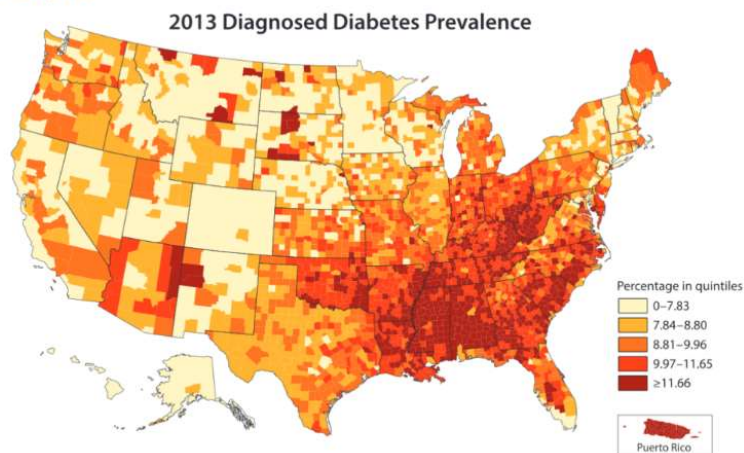 2013 Diagnosed Diabetes Prevalence
Percentage in quintiles
0–7.83
7.84–8.80
8.81–9.96
9.97–11.65
≥11.66
Puerto Rico